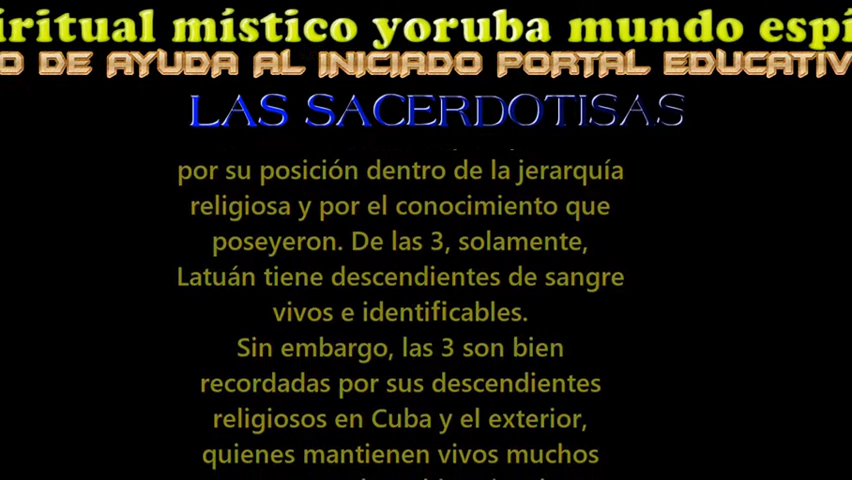 iritual místico yoruba mundo espí
O DE AYUDA AL INICIADO PORTAL EDUCATIV
LAS SACERDOTISAS
por su posición dentro de la jerarquía
religiosa y por el conocimiento que
poseyeron. De las 3, solamente,
Latuán tiene descendientes de sangre
vivos e identificables.
Sin embargo, las 3 son bien
recordadas por sus descendientes
religiosos en Cuba y el exterior,
quienes mantienen vivos muchos